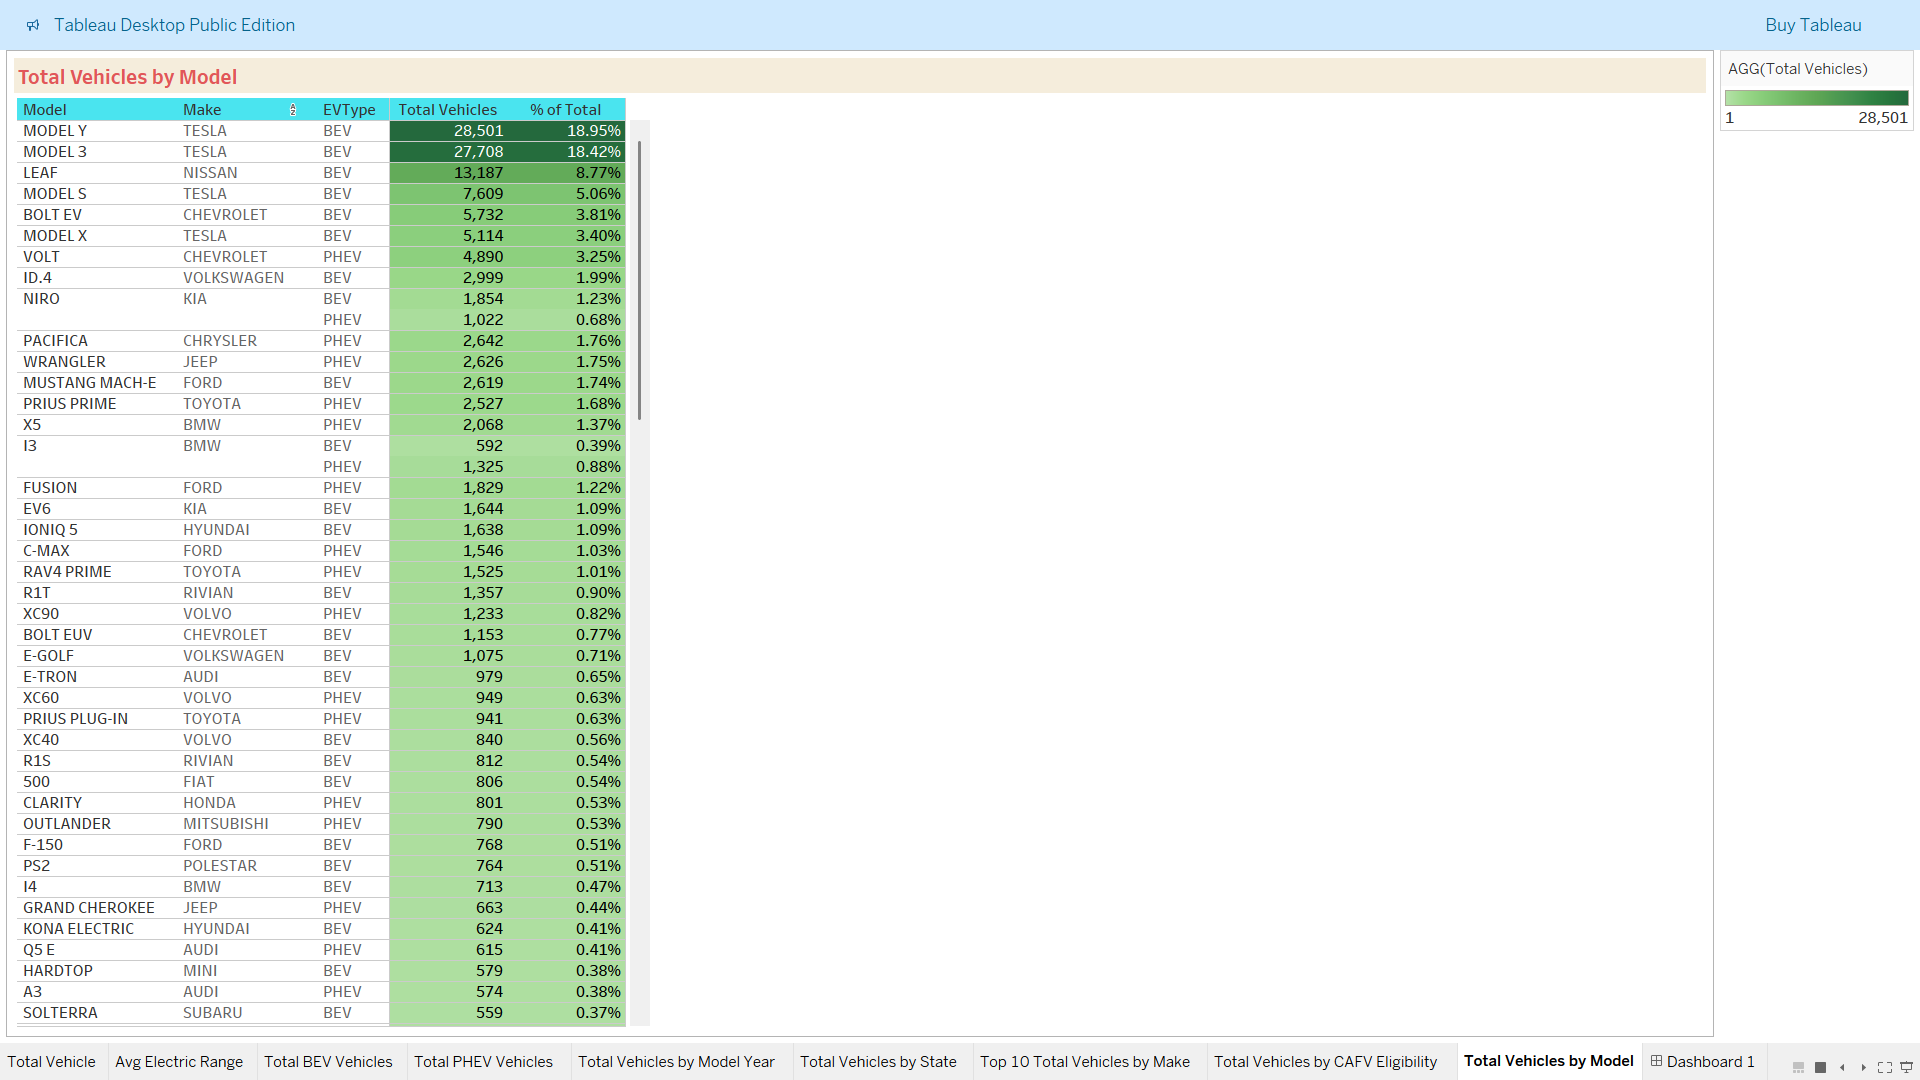 Tableau Desktop Public Edition Buy Tableau
Total Vehicles by Model
AGG(Total Vehicles)
1 28,501
Model Make EVType Total Vehicles % of Total
MODEL Y TESLA BEV 28,501 18.95%
MODEL 3 TESLA BEV 27,708 18.42%
LEAF NISSAN BEV 13,187 8.77%
MODEL S TESLA BEV 7,609 5.06%
BOLT EV CHEVROLET BEV 5,732 3.81%
MODEL X TESLA BEV 5,114 3.40%
VOLT CHEVROLET PHEV 4,890 3.25%
ID.4 VOLKSWAGEN BEV 2,999 1.99%
NIRO KIA BEV 1,854 1.23%
PHEV 1,022 0.68%
PACIFICA CHRYSLER PHEV 2,642 1.76%
WRANGLER JEEP PHEV 2,626 1.75%
MUSTANG MACH-E FORD BEV 2,619 1.74%
PRIUS PRIME TOYOTA PHEV 2,527 1.68%
X5 BMW PHEV 2,068 1.37%
I3 BMW BEV 592 0.39%
PHEV 1,325 0.88%
FUSION FORD PHEV 1,829 1.22%
EV6 KIA BEV 1,644 1.09%
IONIQ 5 HYUNDAI BEV 1,638 1.09%
C-MAX FORD PHEV 1,546 1.03%
RAV4 PRIME TOYOTA PHEV 1,525 1.01%
R1T RIVIAN BEV 1,357 0.90%
XC90 VOLVO PHEV 1,233 0.82%
BOLT EUV CHEVROLET BEV 1,153 0.77%
E-GOLF VOLKSWAGEN BEV 1,075 0.71%
E-TRON AUDI BEV 979 0.65%
XC60 VOLVO PHEV 949 0.63%
PRIUS PLUG-IN TOYOTA PHEV 941 0.63%
XC40 VOLVO BEV 840 0.56%
R1S RIVIAN BEV 812 0.54%
500 FIAT BEV 806 0.54%
CLARITY HONDA PHEV 801 0.53%
OUTLANDER MITSUBISHI PHEV 790 0.53%
F-150 FORD BEV 768 0.51%
PS2 POLESTAR BEV 764 0.51%
I4 BMW BEV 713 0.47%
GRAND CHEROKEE JEEP PHEV 663 0.44%
KONA ELECTRIC HYUNDAI BEV 624 0.41%
Q5 E AUDI PHEV 615 0.41%
HARDTOP MINI BEV 579 0.38%
A3 AUDI PHEV 574 0.38%
SOLTERRA SUBARU BEV 559 0.37%
Total Vehicle Avg Electric Range Total BEV Vehicles Total PHEV Vehicles Total Vehicles by Model Year Total Vehicles by State Top 10 Total Vehicles by Make Total Vehicles by CAFV Eligibility Total Vehicles by Model Dashboard 1